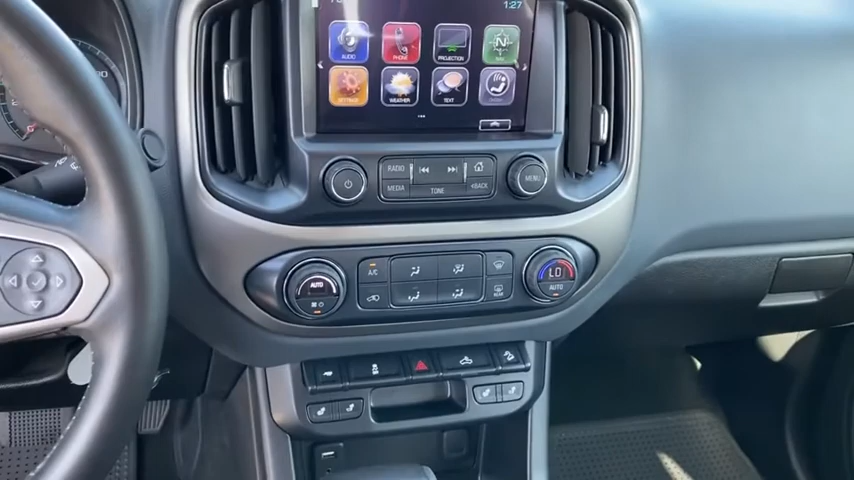 1:27
AUDIO PHONE PROJECTION NAV
SETTINGS WEATHER TEXT
RADIO
MEDIA TONE <BACK
MENU
AUTO
A/C
REAR
LO
AUTO